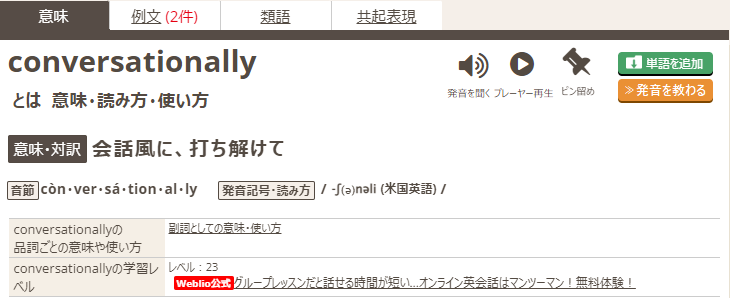 意味 例文 (2件) 類語 共起表現
conversationally
とは 意味・読み方・使い方
発音を聞く プレーヤー再生 ピン留め
単語を追加
≫発音を教わる
意味・対訳 会話風に、打ち解けて
音節 còn・ver・sá・tion・al・ly 発音記号・読み方 / -ʃ(ə)nəli (米国英語) /
conversationallyの
品詞ごとの意味や使い方
副詞としての意味・使い方
conversationallyの学習レ
ベル
レベル：23
Weblio公式 グループレッスンだと話せる時間が短い...オンライン英会話はマンツーマン！無料体験！